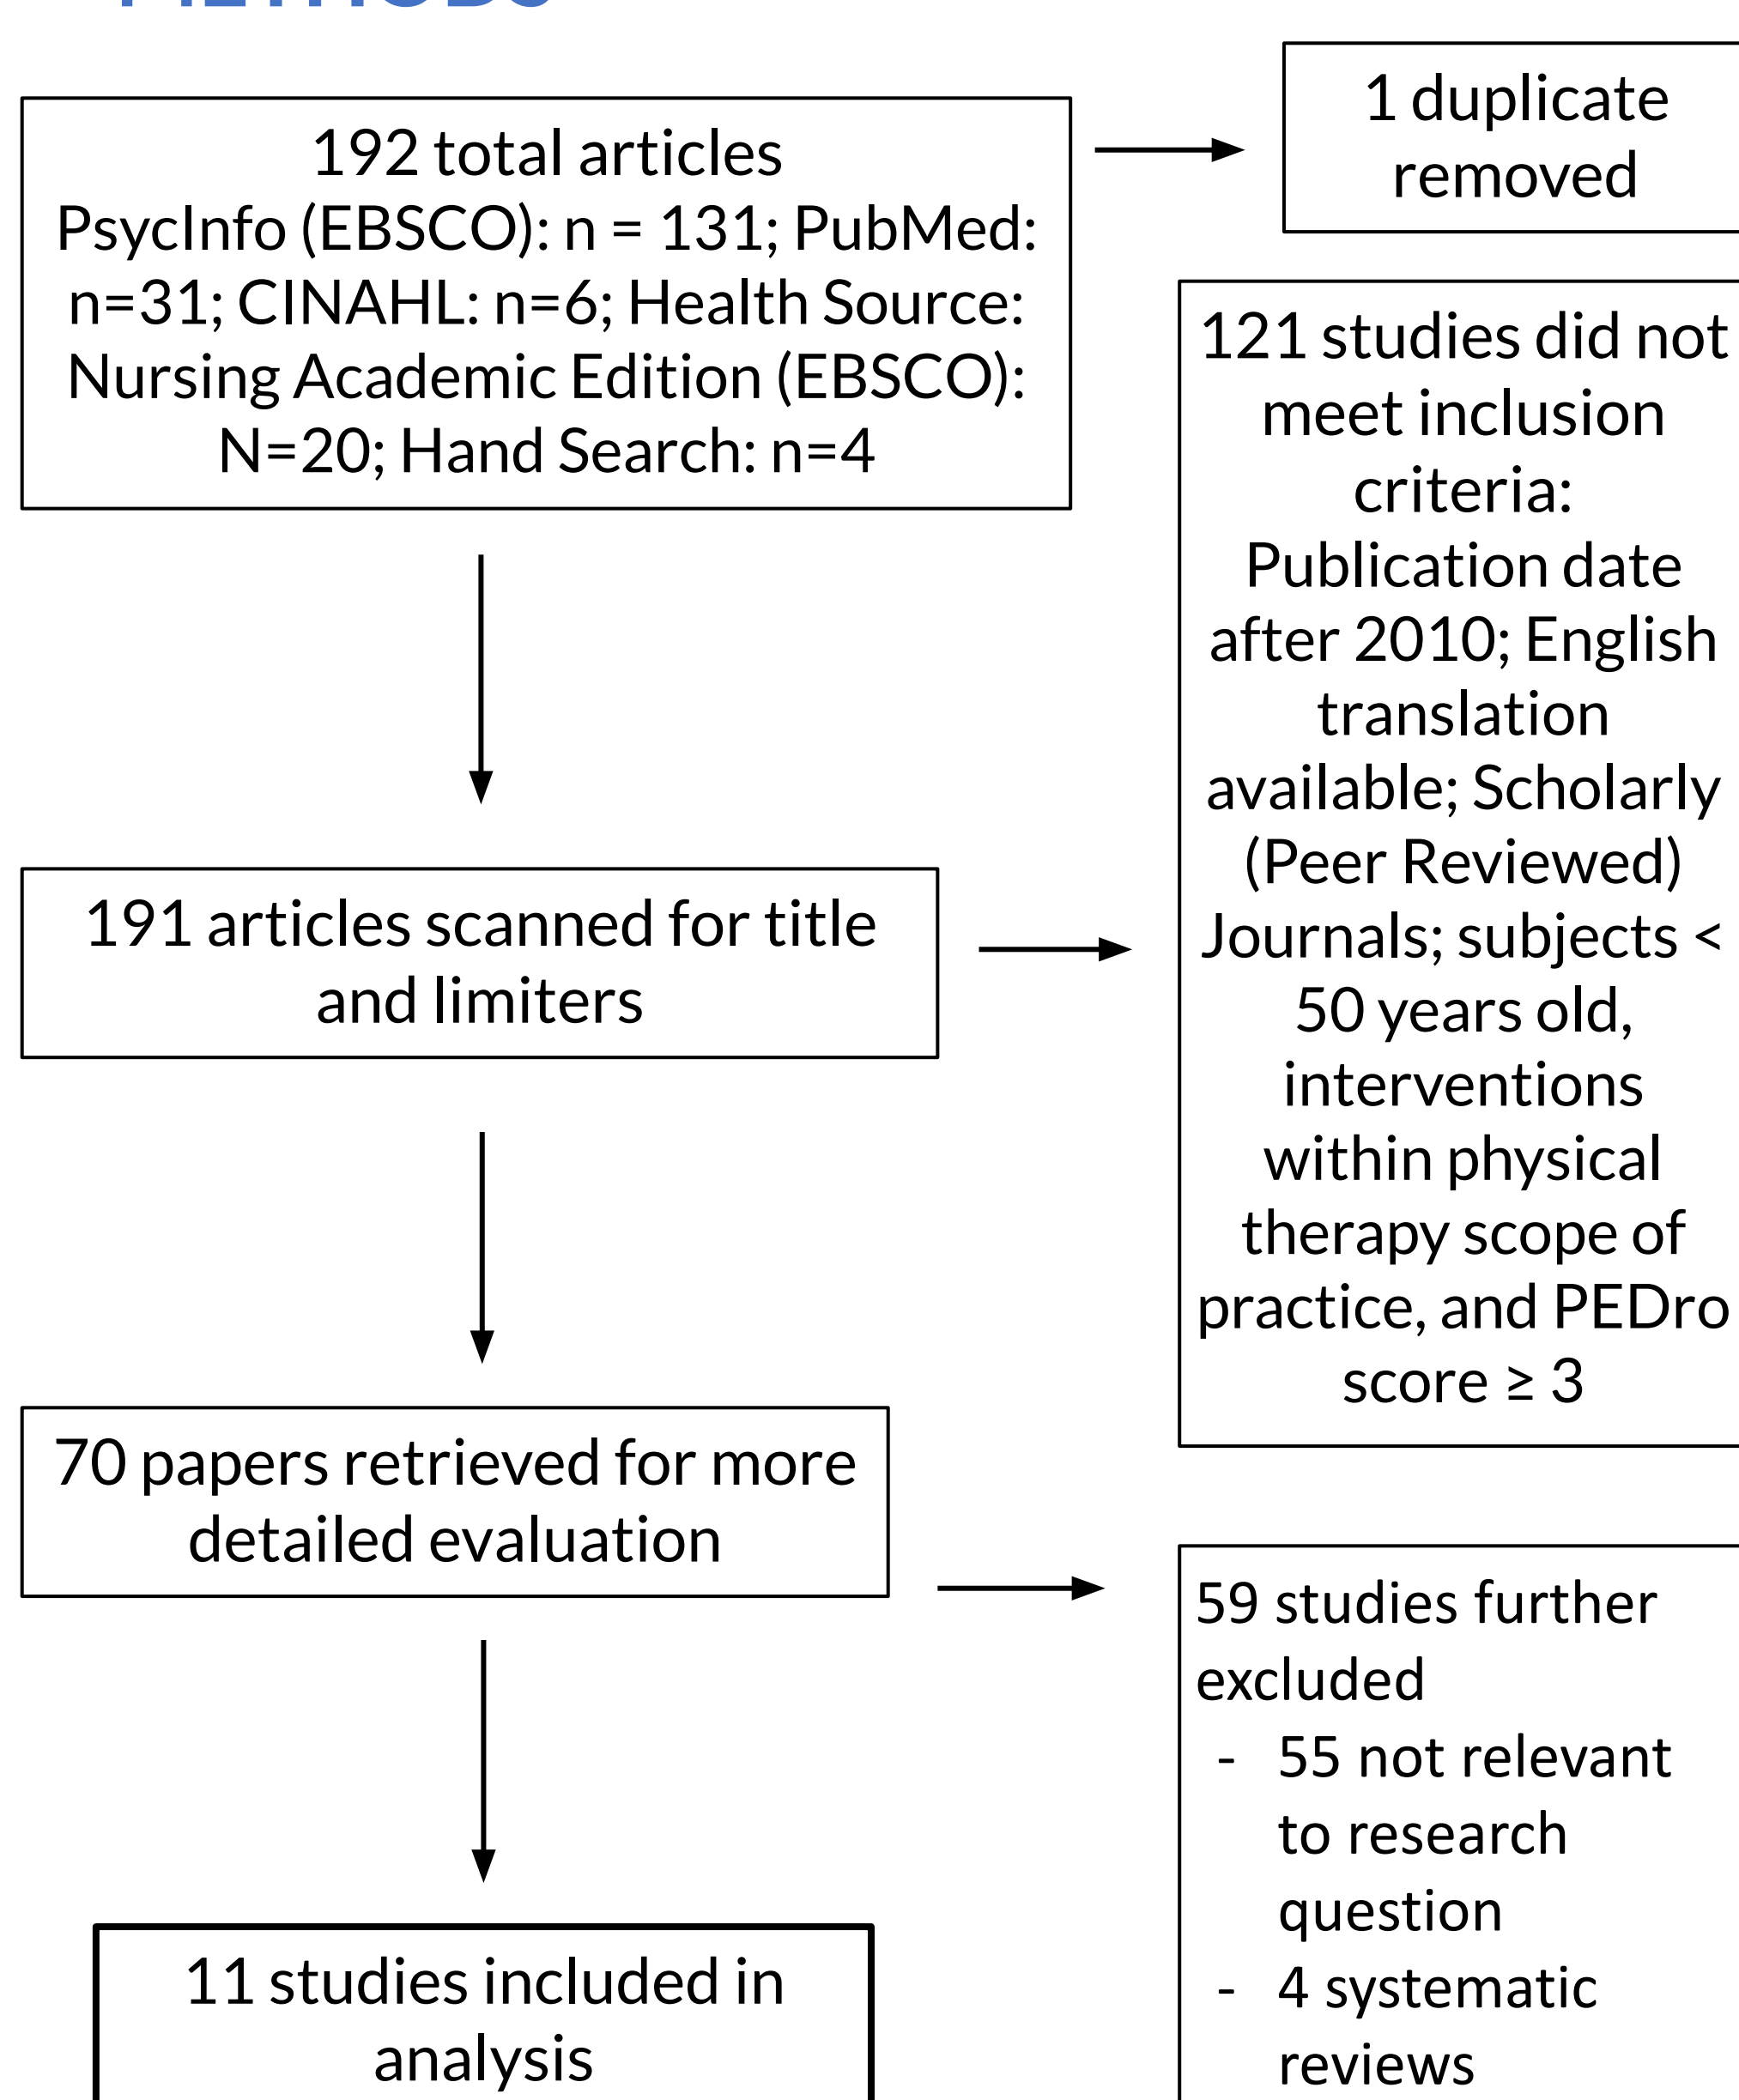 METHODS
192 total articles
PsycInfo (EBSCO): n = 131; PubMed:
n=31; CINAHL: n=6; Health Source:
Nursing Academic Edition (EBSCO):
N=20; Hand Search: n=4
1 duplicate
removed
121 studies did not
meet inclusion
criteria:
Publication date
after 2010; English
translation
available; Scholarly
(Peer Reviewed)
Journals; subjects <
50 years old,
interventions
within physical
therapy scope of
practice, and PEDro
score ≥ 3
191 articles scanned for title
and limiters
70 papers retrieved for more
detailed evaluation
59 studies further
excluded
- 55 not relevant
to research
question
- 4 systematic
reviews
11 studies included in
analysis